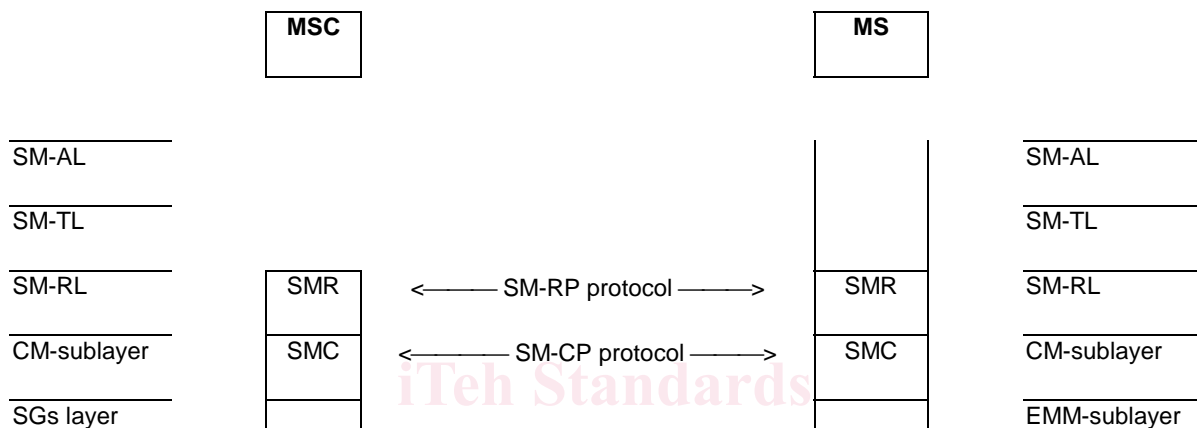 MSC MS
SM-AL SM-AL
SM-TL SM-TL
SM-RL SMR <——— SM-RP protocol ———> SMR SM-RL
CM-sublayer SMC <———— SM-CP protocol ————> SMC CM-sublayer
iTeh Standards
SGs layer EMM-sublayer